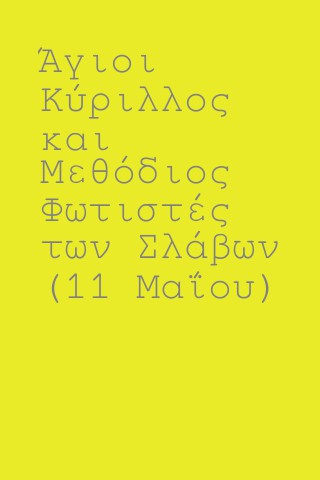 Άγιοι
Κύριλλος
και
Μεθόδιος
Φωτιστές
των Σλάβων
(11 Μαΐου)